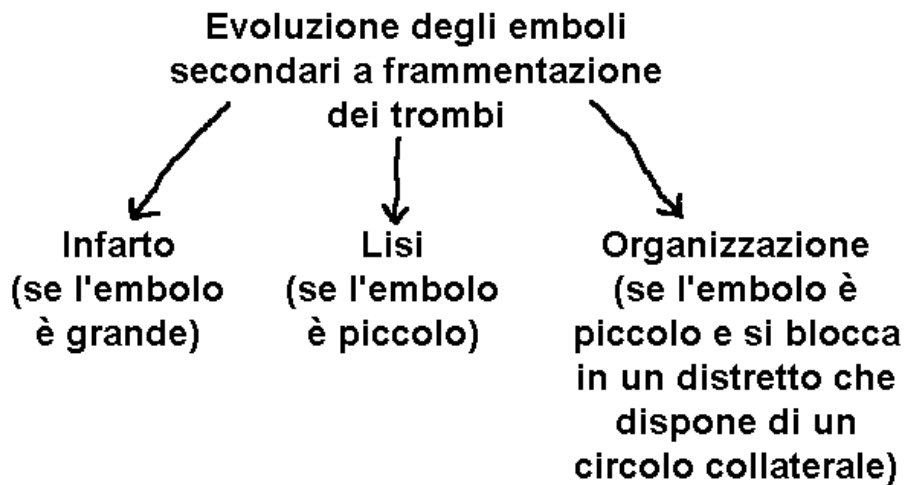 Evoluzione degli emboli
secondari a frammentazione
dei trombi
Infarto
(se l'embolo
è grande)
Lisi
(se l'embolo
è piccolo)
Organizzazione
(se l'embolo è
piccolo e si blocca
in un distretto che
dispone di un
circolo collaterale)